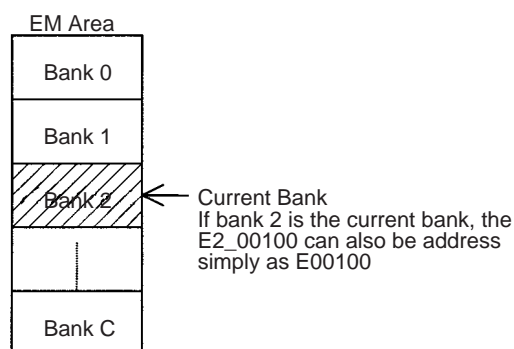 EM Area
Bank 0
Bank 1
Bank 2
Current Bank
If bank 2 is the current bank, the
E2_00100 can also be address
simply as E00100
Bank C